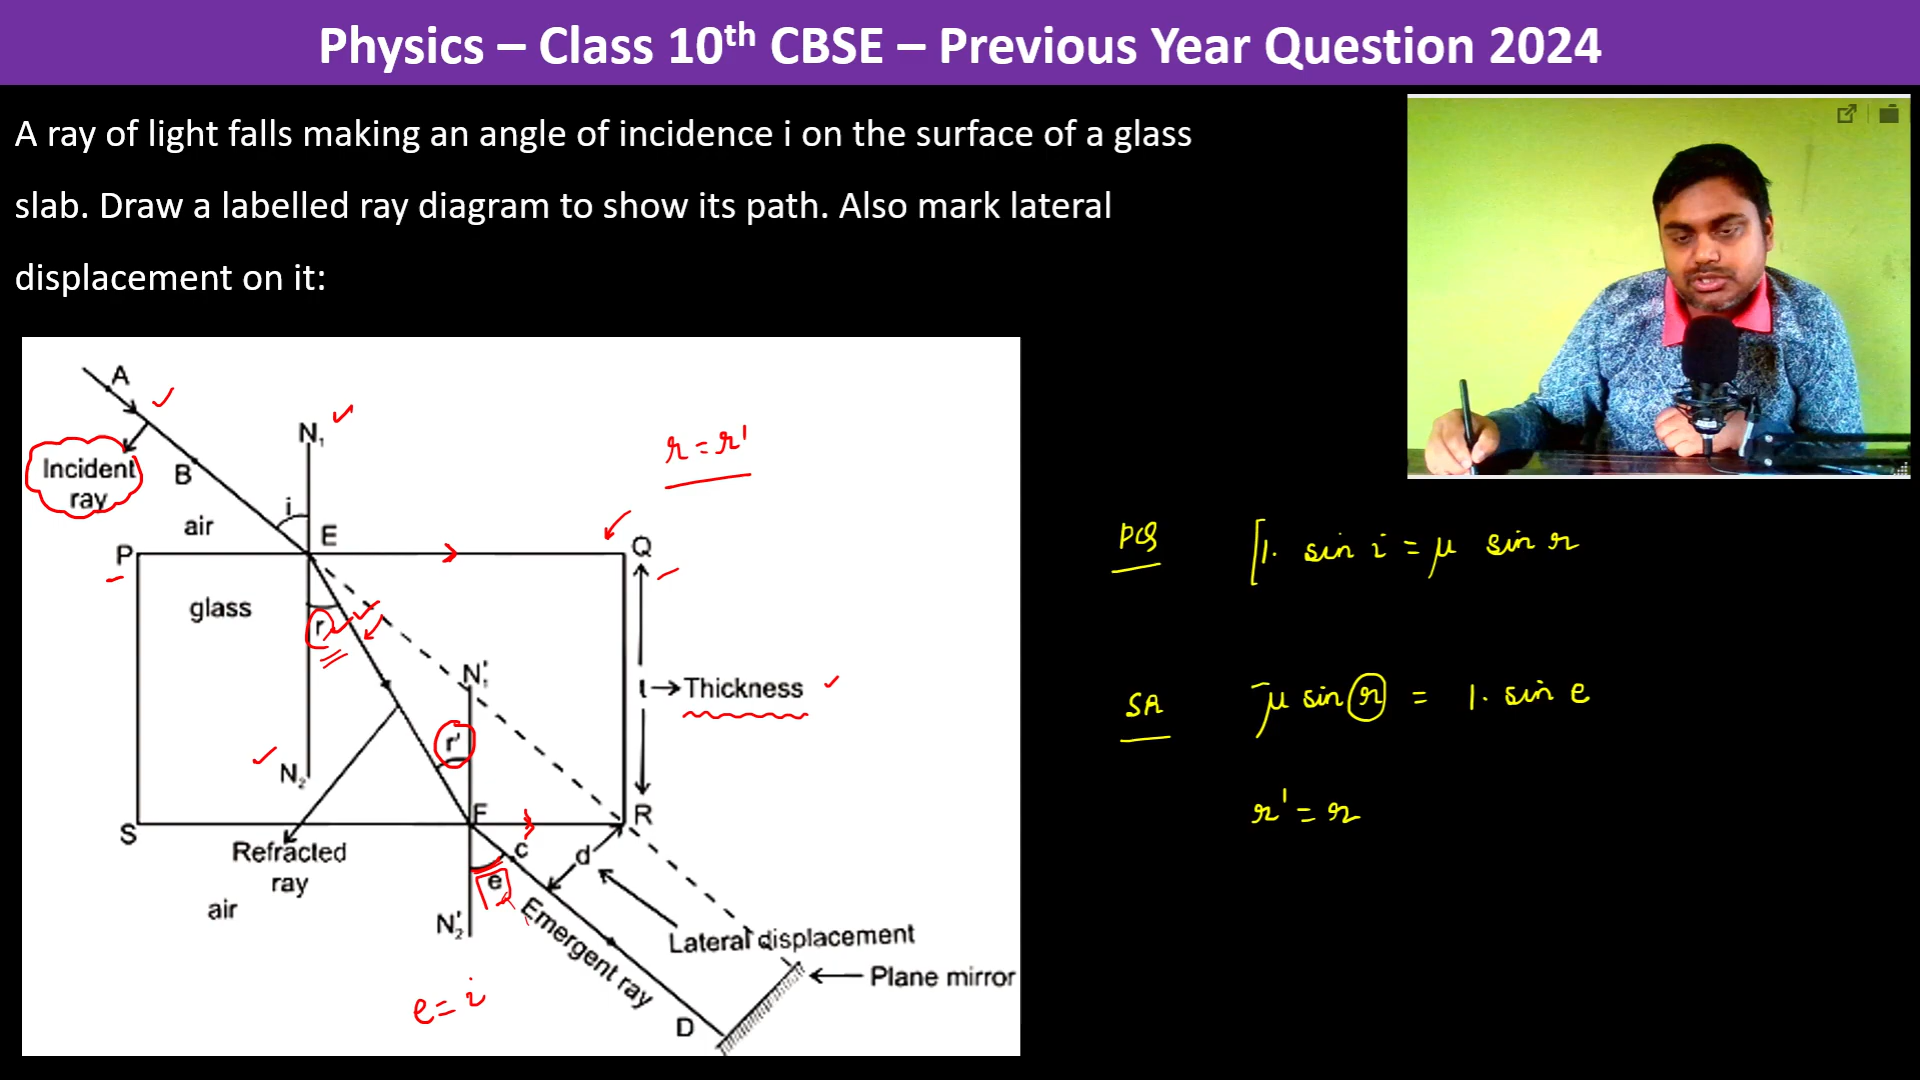 Physics – Class 10th CBSE – Previous Year Question 2024
A ray of light falls making an angle of incidence i on the surface of a glass
slab. Draw a labelled ray diagram to show its path. Also mark lateral
displacement on it:
A
N₁
Incident
ray
B
i
air
E
P
Q
r = r'
glass
r
N₁'
t → Thickness
r'
N₂
F
R
S
c
d
Refracted
ray
e
air
N₂'
Emergent ray
Lateral displacement
Plane mirror
D
e = i
PQ 1. sin i = μ sin r
SR μ sin r = 1. sin e
r' = r